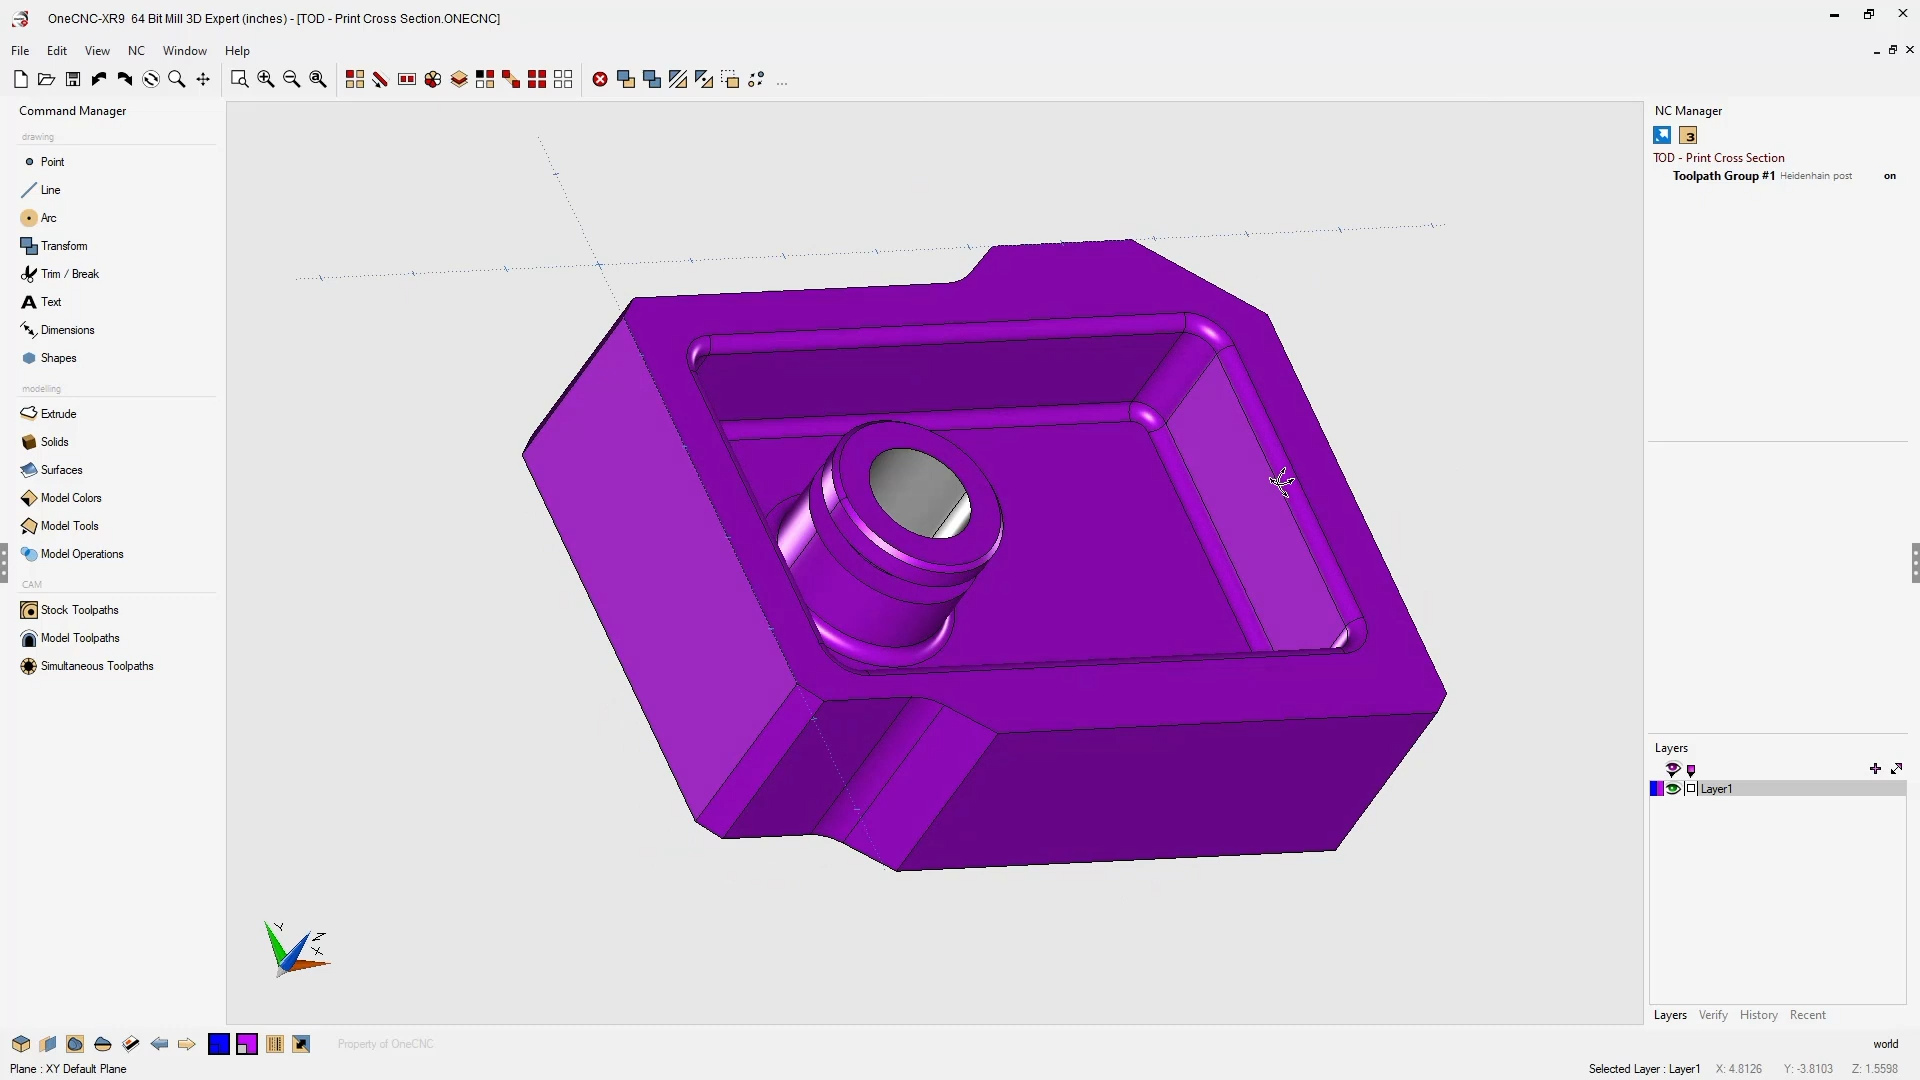 OneCNC-XR9 64 Bit Mill 3D Expert (inches) - [TOD - Print Cross Section.ONECNC]
File Edit View NC Window Help
Command Manager
drawing
Point
Line
Arc
Transform
Trim / Break
Text
Dimensions
Shapes
modelling
Extrude
Solids
Surfaces
Model Colors
Model Tools
Model Operations
CAM
Stock Toolpaths
Model Toolpaths
Simultaneous Toolpaths
Y
Z
X
NC Manager
3
TOD - Print Cross Section
Toolpath Group #1 Heidenhain post on
Layers
Layer1
Layers Verify History Recent
Property of OneCNC
world
Plane : XY Default Plane
Selected Layer : Layer1 X: 4.8126 Y: -3.8103 Z: 1.5598